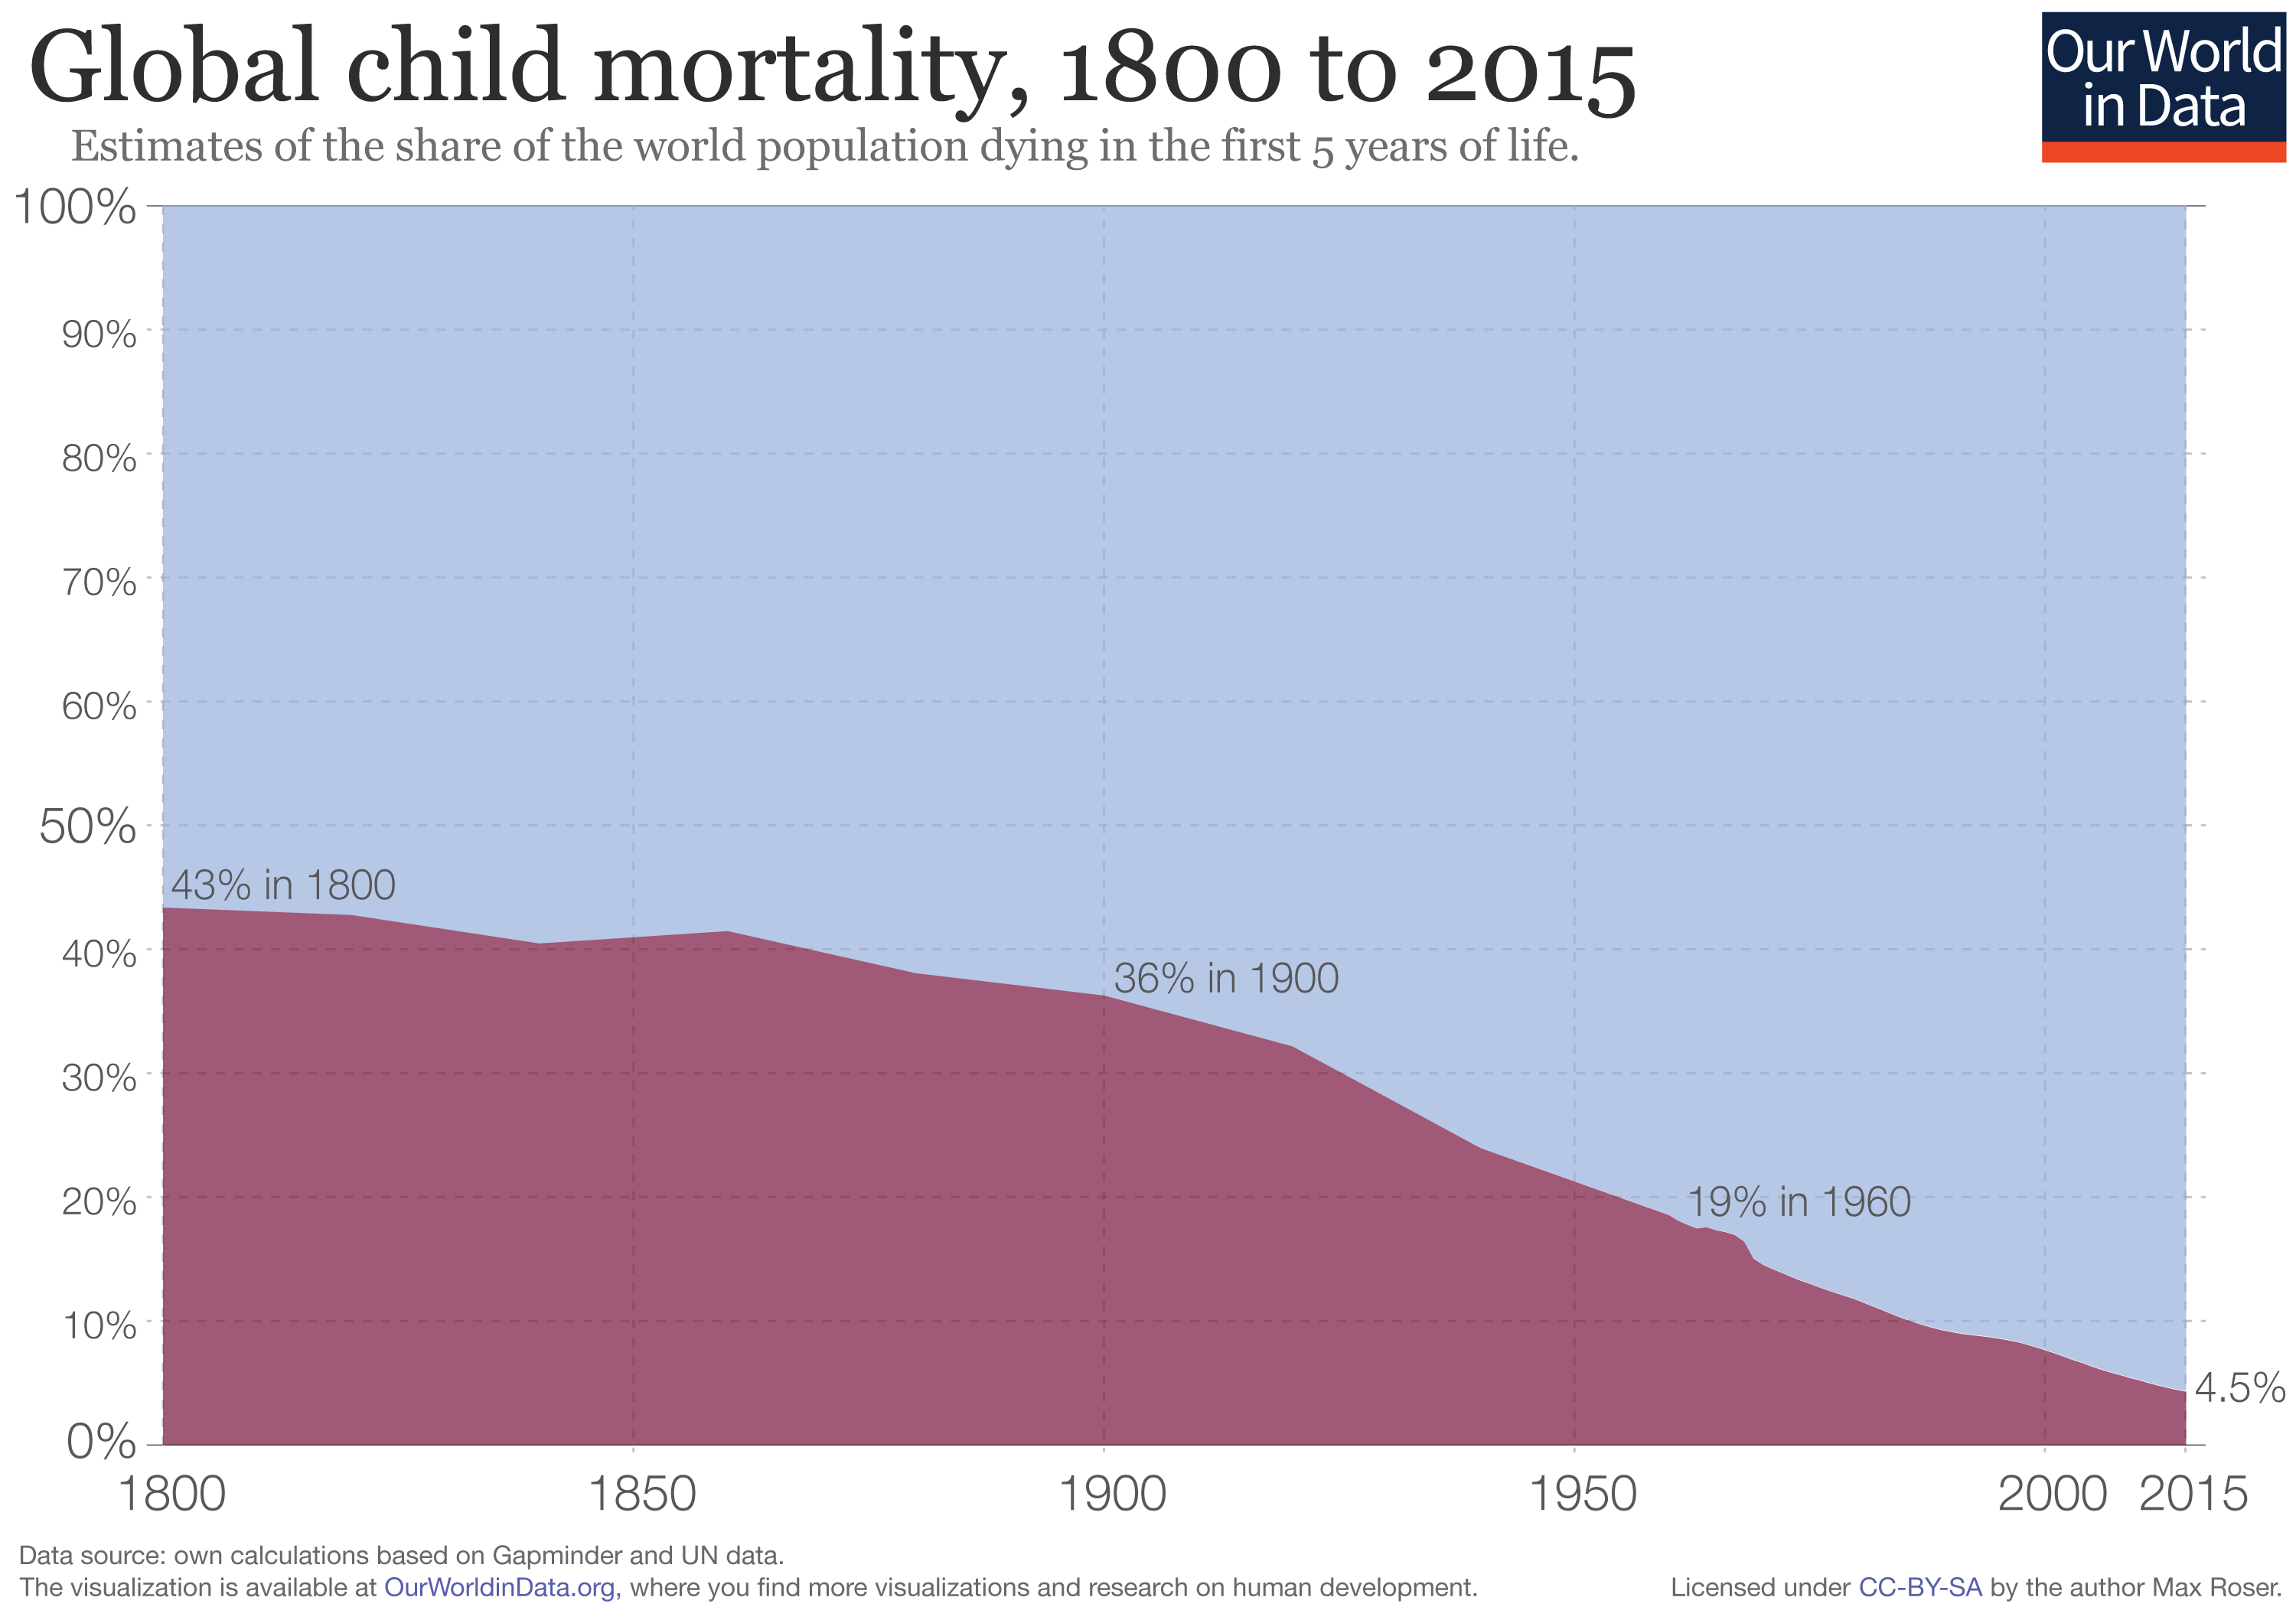 Global child mortality, 1800 to 2015
Our World
in Data
Estimates of the share of the world population dying in the first 5 years of life.
100%
90%
80%
70%
60%
50%
43% in 1800
40%
36% in 1900
30%
20%
19% in 1960
10%
4.5%
0%
1800 1850 1900 1950 2000 2015
Data source: own calculations based on Gapminder and UN data.
The visualization is available at OurWorldinData.org, where you find more visualizations and research on human development.
Licensed under CC-BY-SA by the author Max Roser.